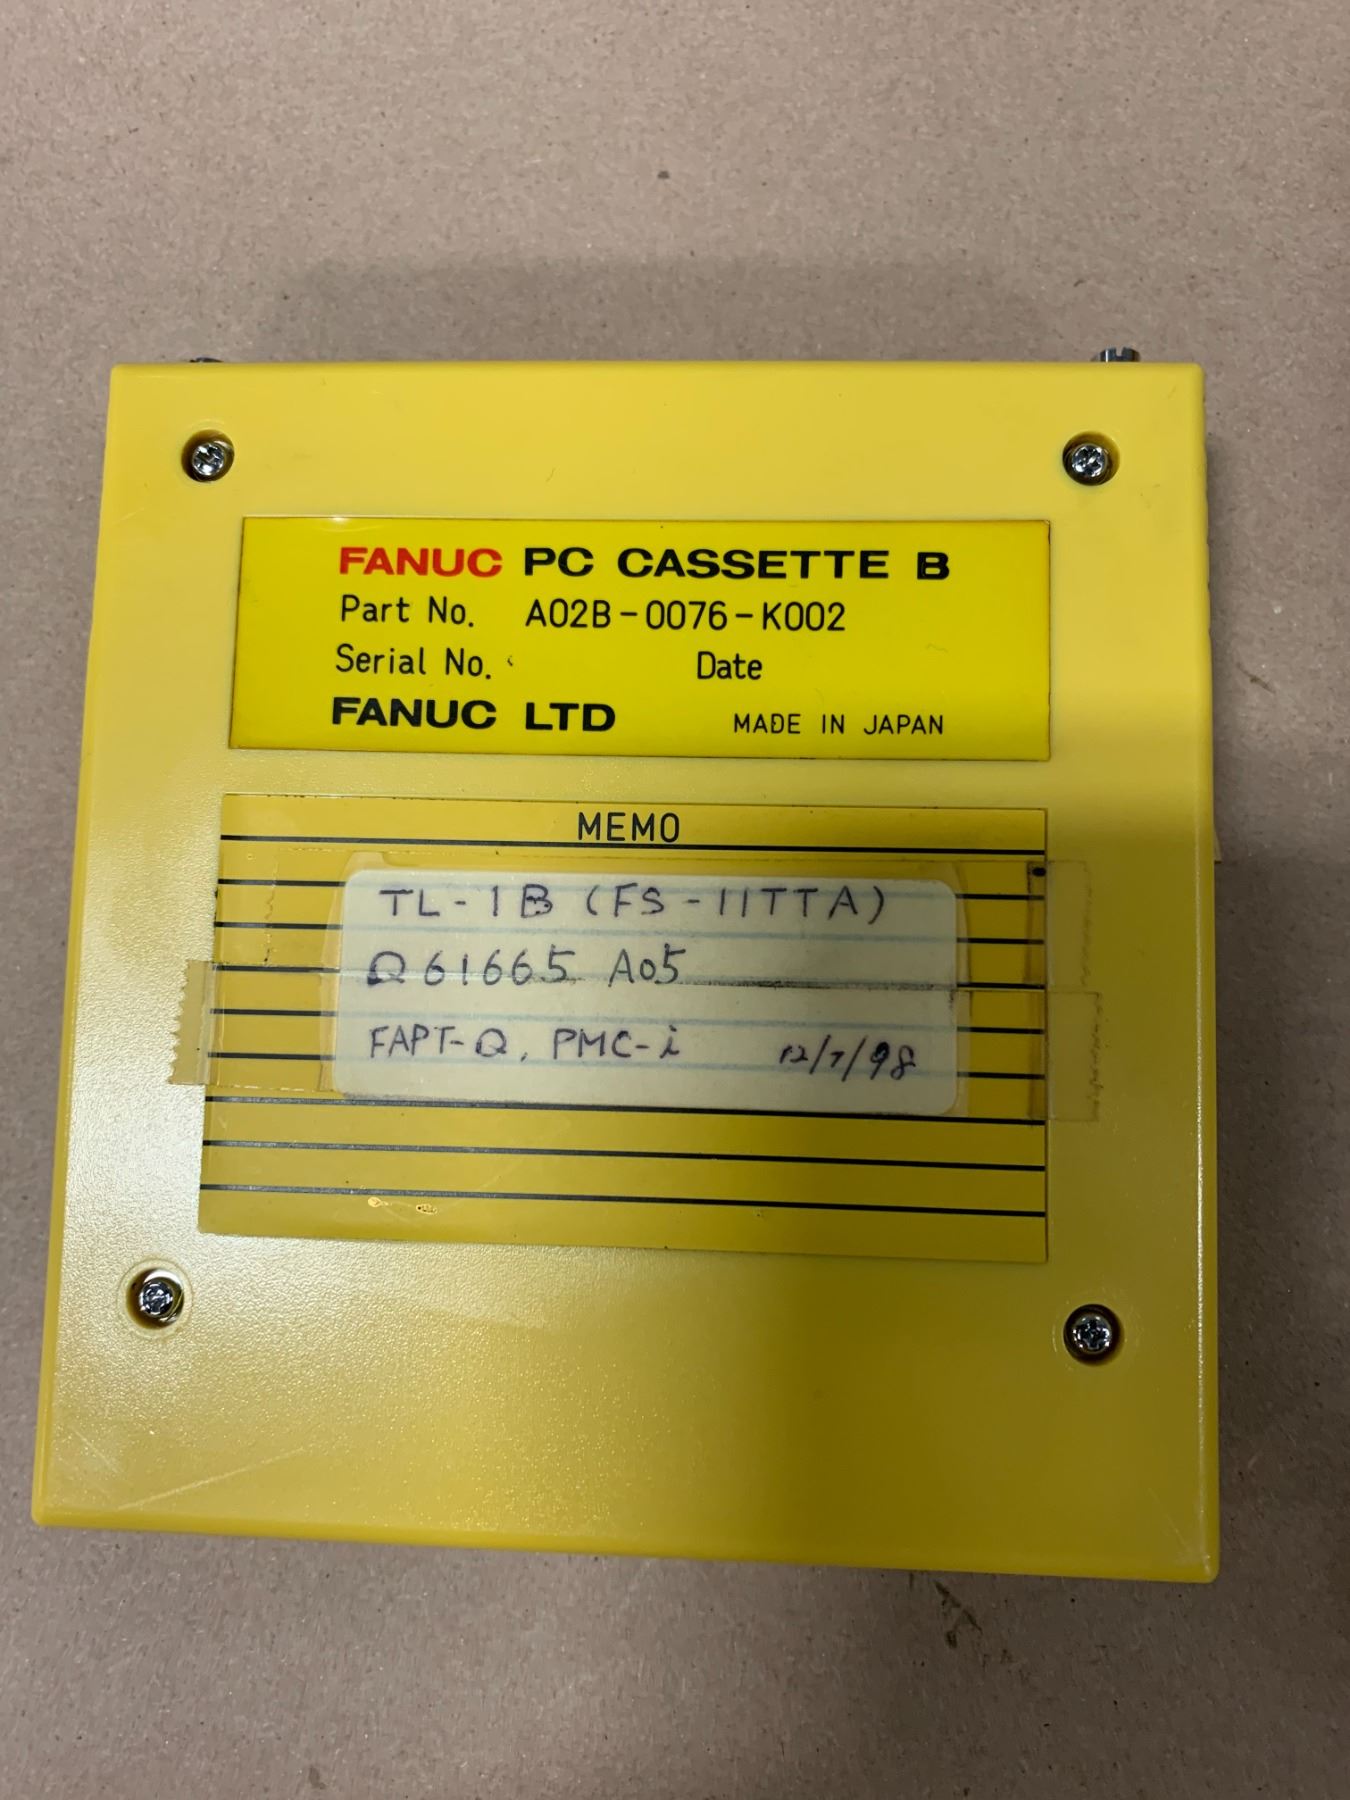 FANUC PC CASSETTE B
Part No. A02B-0076-K002
Serial No. Date
FANUC LTD MADE IN JAPAN
MEMO
TL-1B (FS-11TTA)
Q61665 A05
FAPT-Q, PMC-i 12/7/98